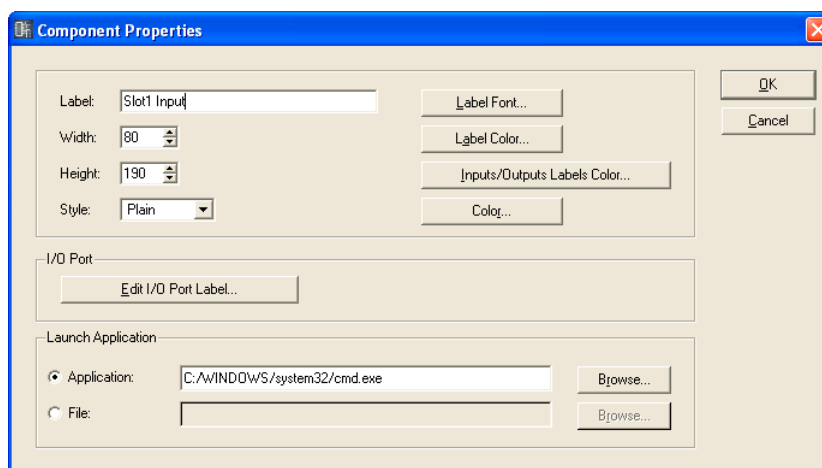 Component Properties
Label: Slot1 Input Label Font... OK
Width: 80 Label Color... Cancel
Height: 190 Inputs/Outputs Labels Color...
Style: Plain Color...
I/O Port
Edit I/O Port Label...
Launch Application
Application: C:/WINDOWS/system32/cmd.exe Browse...
File: Browse...